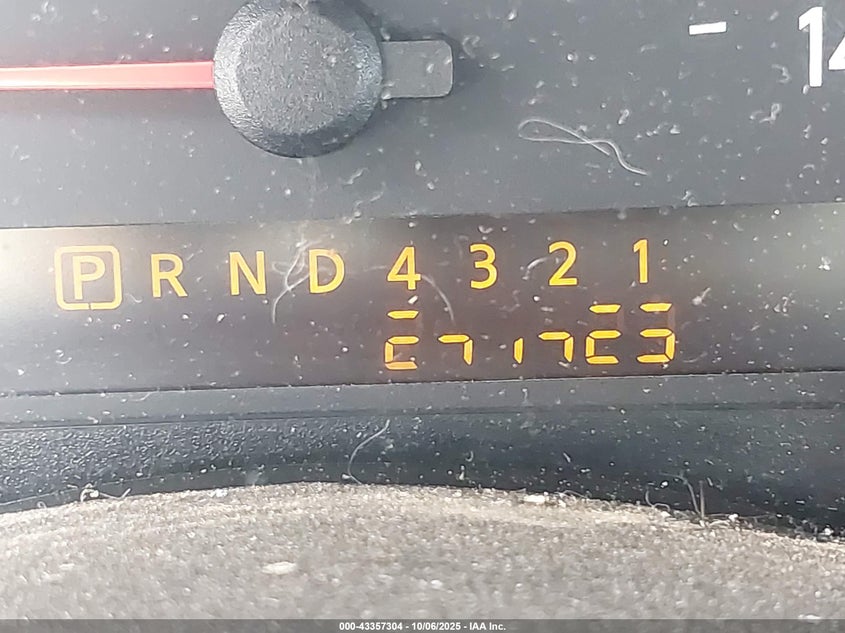 14
P R N D 4 3 2 1
000-43357304 - 10/06/2025 - IAA Inc.